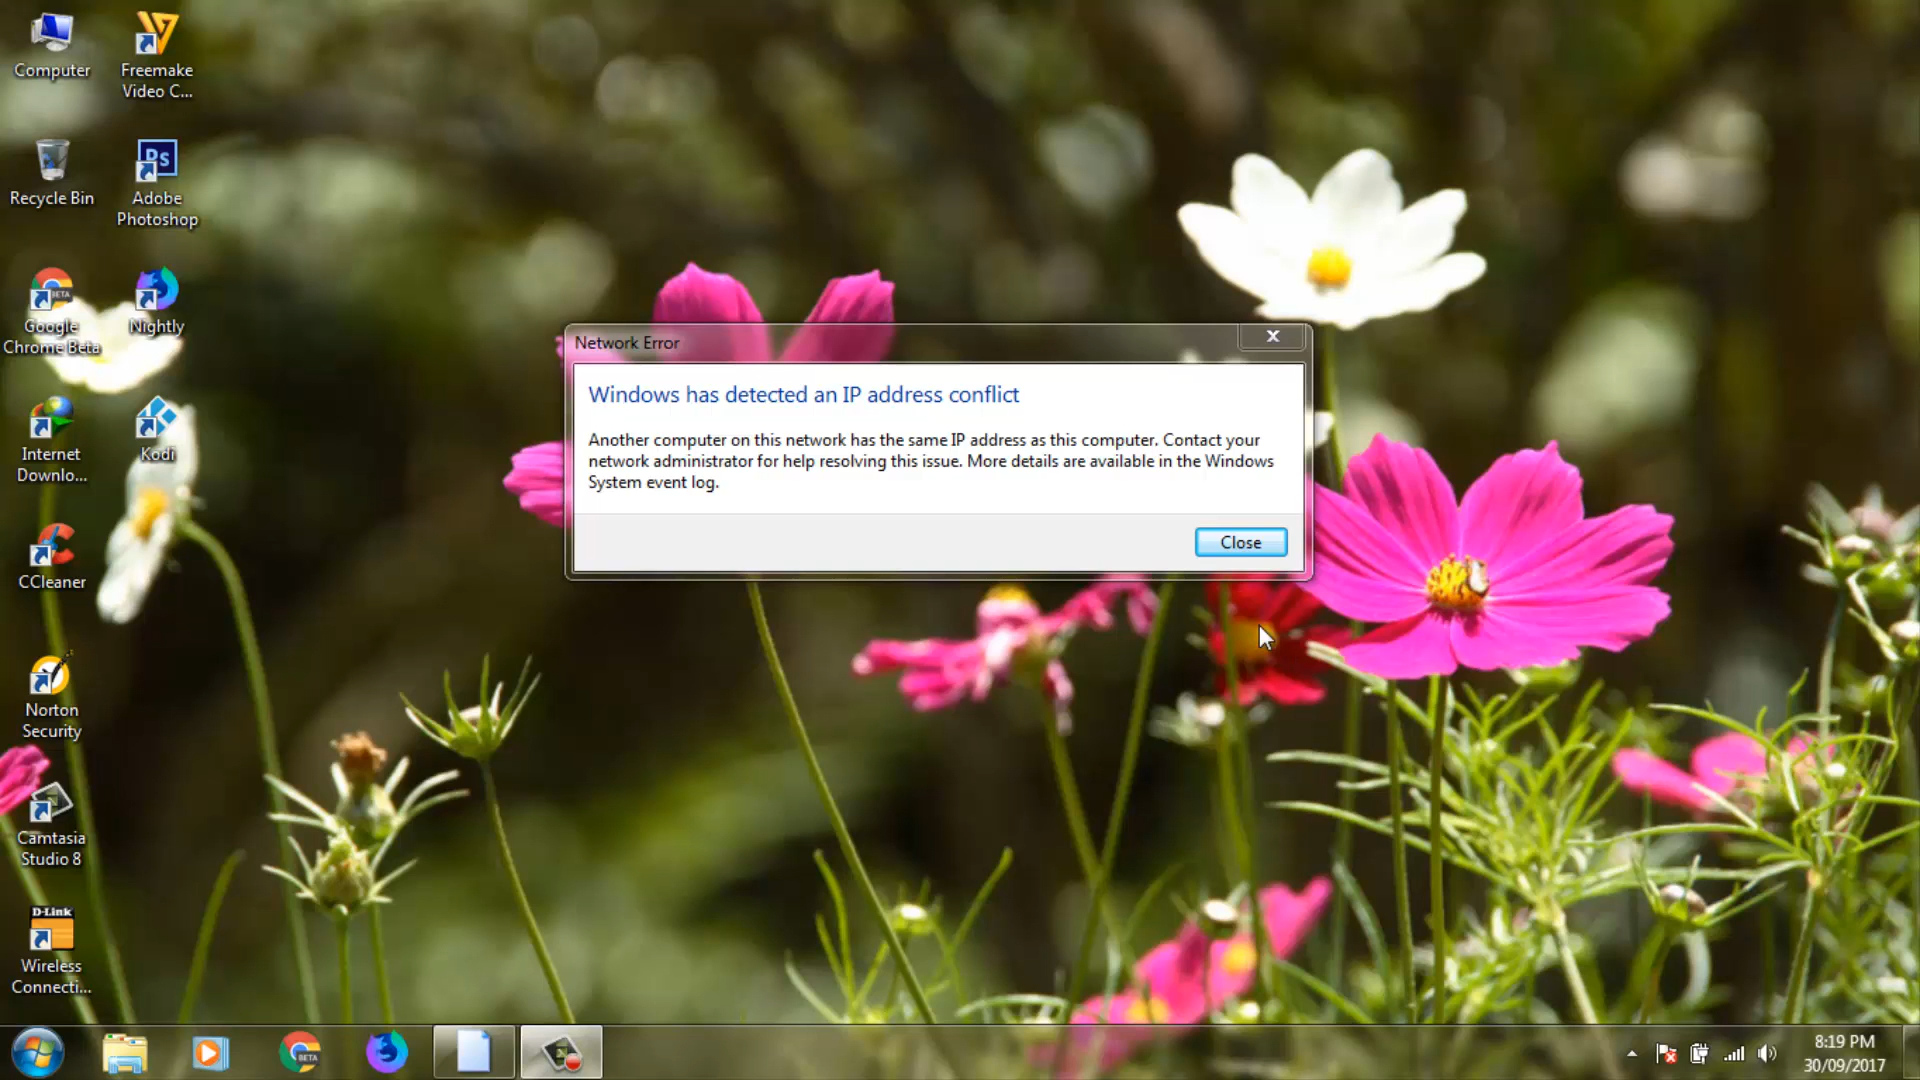 Computer
Freemake
Video C...
Recycle Bin
Ps
Adobe
Photoshop
BETA
Google
Chrome Beta
Nightly
Internet
Downlo...
Kodi
CCleaner
Norton
Security
Camtasia
Studio 8
D-Link
Wireless
Connecti...
Network Error
X
Windows has detected an IP address conflict
Another computer on this network has the same IP address as this computer. Contact your
network administrator for help resolving this issue. More details are available in the Windows
System event log.
Close
BETA
8:19 PM
30/09/2017